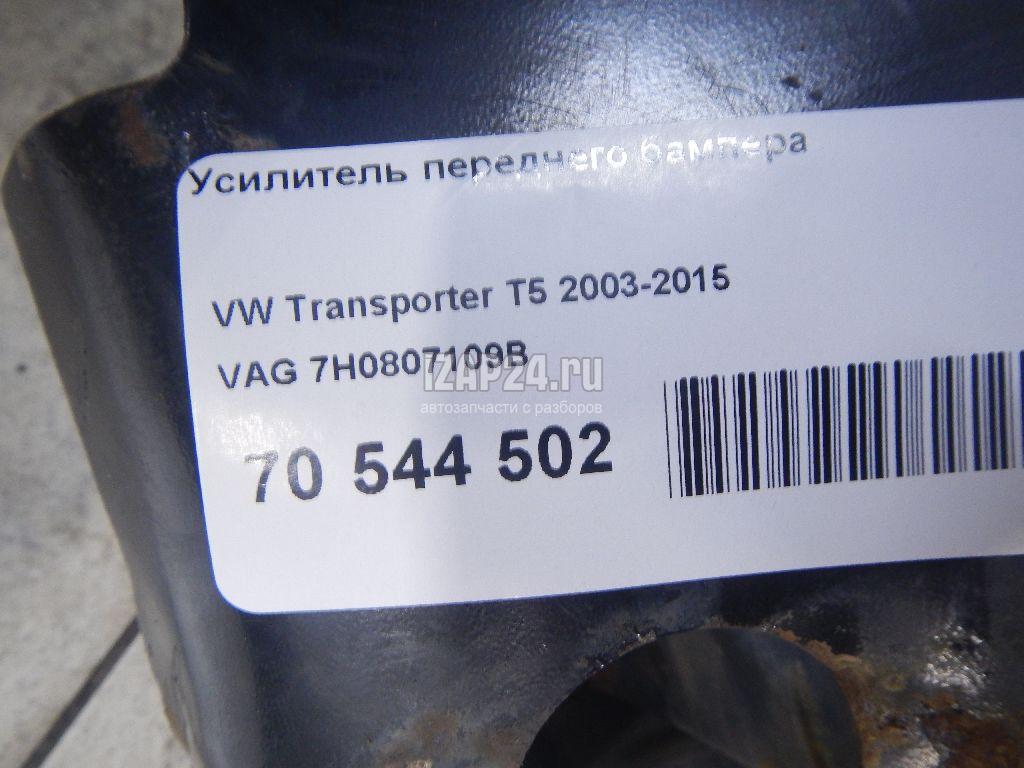 Усилитель переднего бампера
VW Transporter T5 2003-2015
VAG 7H0807109B
IZAP24.ru
автозапчасти с разборов
70 544 502